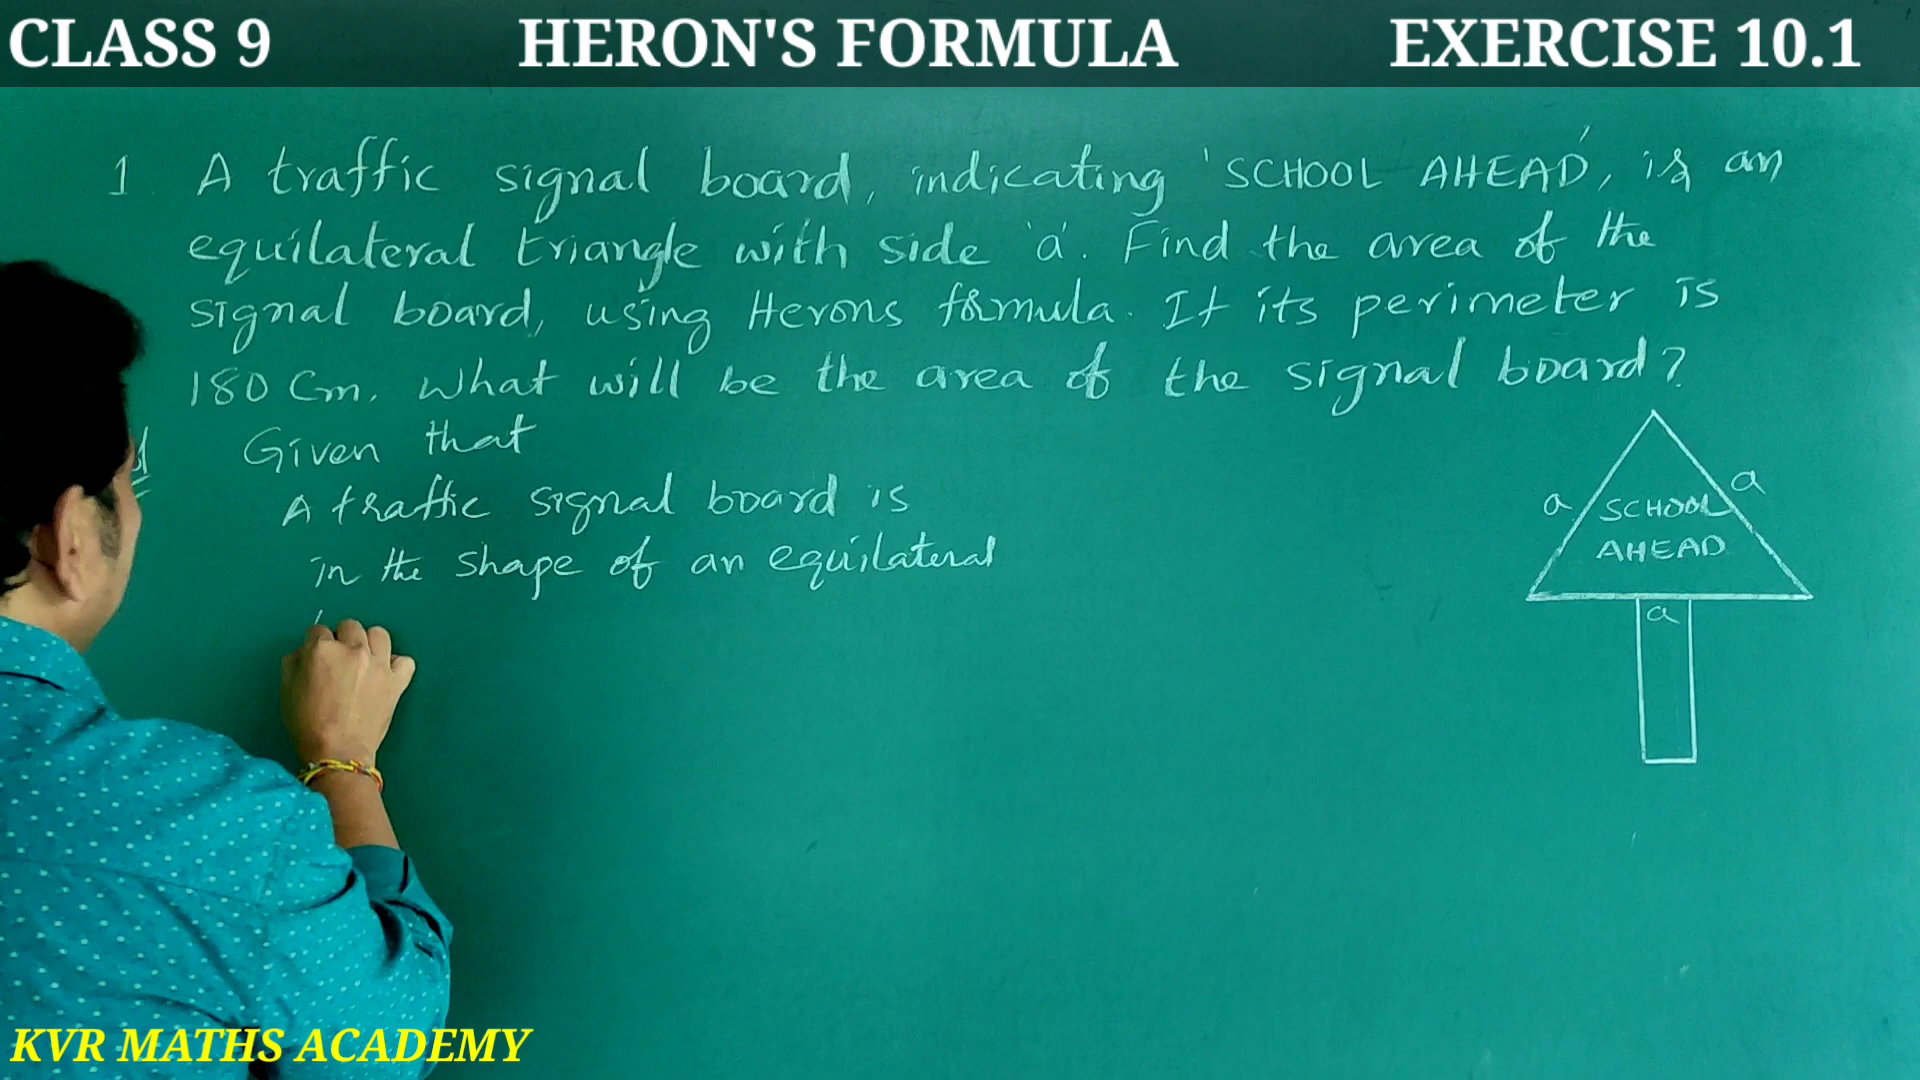 CLASS 9 HERON'S FORMULA EXERCISE 10.1
1 A traffic signal board, indicating 'SCHOOL AHEAD', is an
equilateral triangle with side 'a'. Find the area of the
signal board, using Herons formula. If its perimeter is
180 Cm. What will be the area of the signal board?
Given that
A traffic signal board is
in the shape of an equilateral
a
a
SCHOOL
AHEAD
a
KVR MATHS ACADEMY